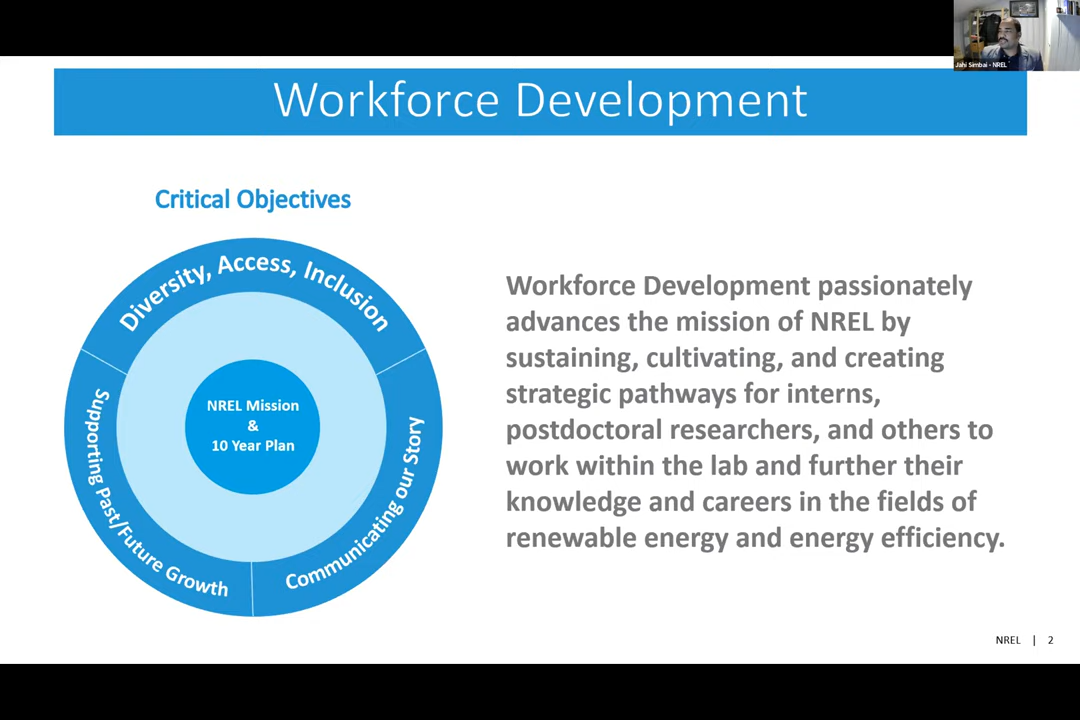 Jahi Simbai - NREL
Workforce Development
Critical Objectives
Diversity, Access, Inclusion
Supporting Past/Future Growth
Communicating our Story
NREL Mission
&
10 Year Plan
Workforce Development passionately
advances the mission of NREL by
sustaining, cultivating, and creating
strategic pathways for interns,
postdoctoral researchers, and others to
work within the lab and further their
knowledge and careers in the fields of
renewable energy and energy efficiency.
NREL | 2